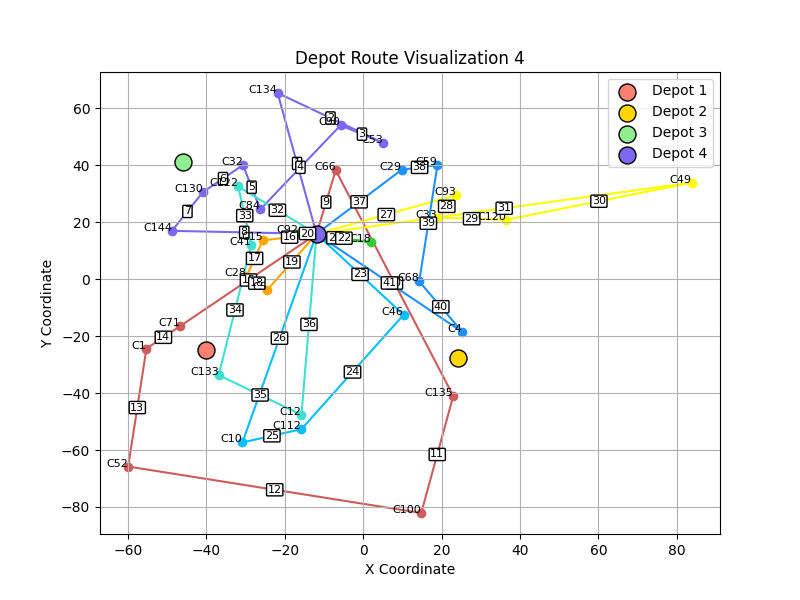 Depot Route Visualization 4
Depot 1
Depot 2
Depot 3
Depot 4
C134
2
C53
3
C32
C122
C130
6
5
C84
4
C66
C29
38
C59
C49
C93
28
C33
C120
27
29
31
30
7
C144
33
32
9
37
39
8
C41
16
C92
20
22
C18
17
19
C28
18
23
41
C68
C46
40
C4
C71
14
C1
34
36
26
C133
24
13
35
C12
C112
C10
25
C135
11
C52
12
C100
60
40
20
0
−20
−40
−60
−80
−60
−40
−20
0
20
40
60
80
X Coordinate
Y Coordinate